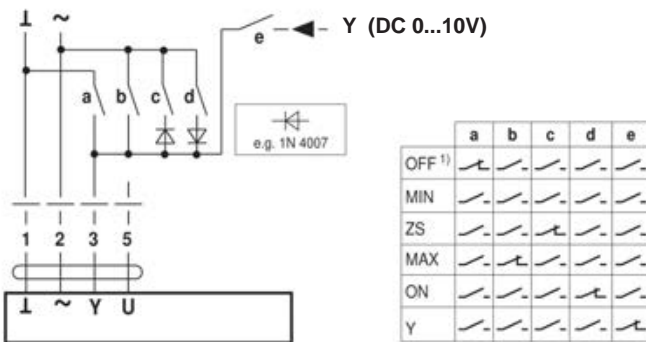 ⊥ ~
e Y (DC 0...10V)
a b c d
e.g. 1N 4007
1 2 3 5
⊥ ~ Y U
a b c d e
OFF 1)
MIN
ZS
MAX
ON
Y